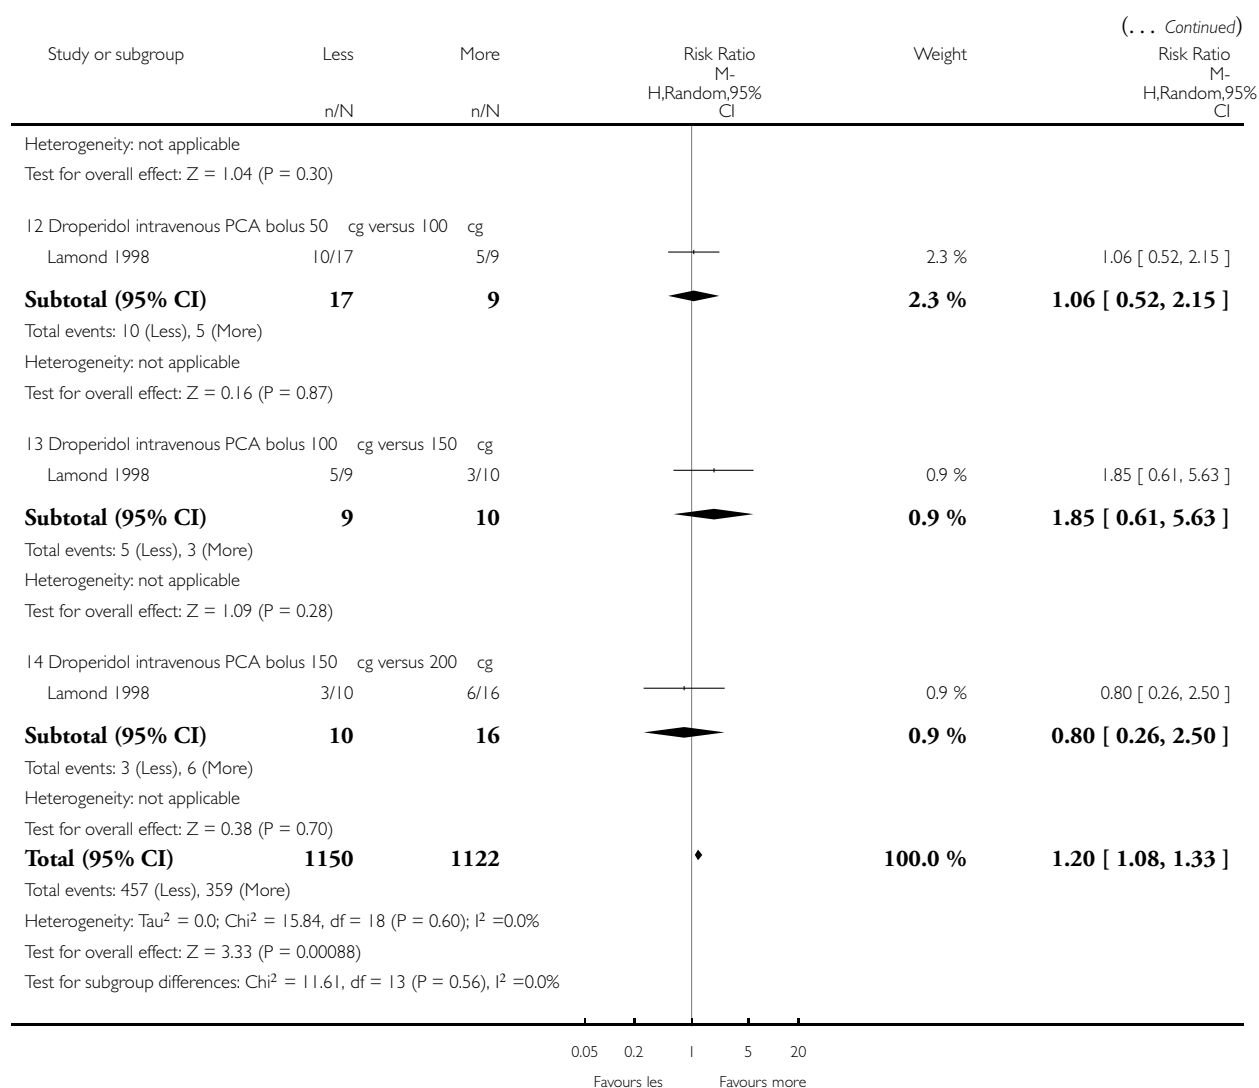 (... Continued)
Study or subgroup Less More Risk Ratio Weight Risk Ratio
M- M-
H,Random,95% H,Random,95%
n/N n/N CI CI
Heterogeneity: not applicable
Test for overall effect: Z = 1.04 (P = 0.30)
12 Droperidol intravenous PCA bolus 50 cg versus 100 cg
Lamond 1998 10/17 5/9 2.3 % 1.06 [ 0.52, 2.15 ]
Subtotal (95% CI) 17 9 2.3 % 1.06 [ 0.52, 2.15 ]
Total events: 10 (Less), 5 (More)
Heterogeneity: not applicable
Test for overall effect: Z = 0.16 (P = 0.87)
13 Droperidol intravenous PCA bolus 100 cg versus 150 cg
Lamond 1998 5/9 3/10 0.9 % 1.85 [ 0.61, 5.63 ]
Subtotal (95% CI) 9 10 0.9 % 1.85 [ 0.61, 5.63 ]
Total events: 5 (Less), 3 (More)
Heterogeneity: not applicable
Test for overall effect: Z = 1.09 (P = 0.28)
14 Droperidol intravenous PCA bolus 150 cg versus 200 cg
Lamond 1998 3/10 6/16 0.9 % 0.80 [ 0.26, 2.50 ]
Subtotal (95% CI) 10 16 0.9 % 0.80 [ 0.26, 2.50 ]
Total events: 3 (Less), 6 (More)
Heterogeneity: not applicable
Test for overall effect: Z = 0.38 (P = 0.70)
Total (95% CI) 1150 1122 100.0 % 1.20 [ 1.08, 1.33 ]
Total events: 457 (Less), 359 (More)
Heterogeneity: Tau² = 0.0; Chi² = 15.84, df = 18 (P = 0.60); I² =0.0%
Test for overall effect: Z = 3.33 (P = 0.00088)
Test for subgroup differences: Chi² = 11.61, df = 13 (P = 0.56), I² =0.0%
0.05 0.2 1 5 20
Favours les Favours more